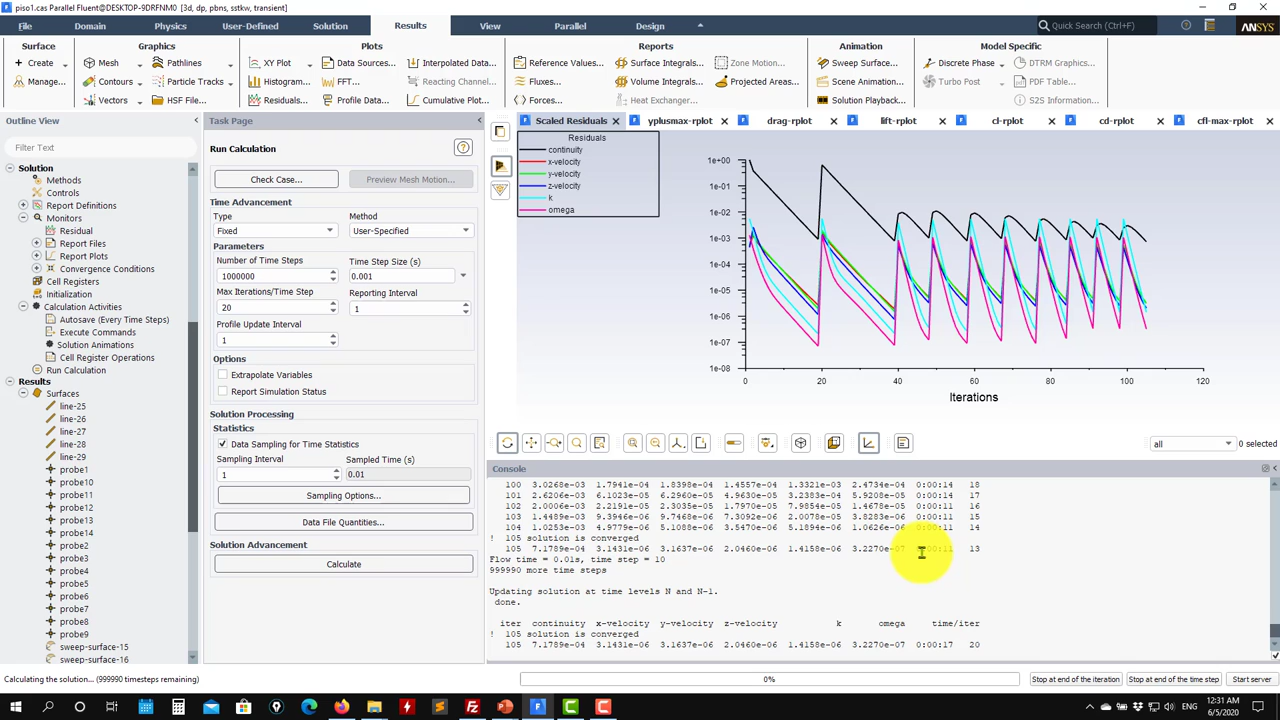 piso1.cas Parallel Fluent@DESKTOP-9DRFNM0 [3d, dp, pbns, sstkw, transient]
File Domain Physics User-Defined Solution Results View Parallel Design Quick Search (Ctrl+F) ANSYS
Surface Graphics Plots Reports Animation Model Specific
Create Mesh Pathlines XY Plot Data Sources... Interpolated Data... Reference Values... Surface Integrals... Zone Motion... Sweep Surface... Discrete Phase DTRM Graphics...
Manage... Contours Particle Tracks Histogram... FFT... Reacting Channel... Fluxes... Volume Integrals... Projected Areas... Scene Animation... Turbo Post PDF Table...
Vectors HSF File... Residuals... Profile Data... Cumulative Plot... Forces... Heat Exchanger... Solution Playback... S2S Information...
Outline View
Filter Text
Solution
Methods
Controls
Report Definitions
Monitors
Report Files
Report Plots
Convergence Conditions
Cell Registers
Initialization
Calculation Activities
Autosave (Every Time Steps)
Execute Commands
Solution Animations
Cell Register Operations
Run Calculation
Results
Surfaces
line-25
line-26
line-27
line-28
line-29
probe1
probe10
probe11
probe12
probe13
probe14
probe2
probe3
probe4
probe5
probe6
probe7
probe8
probe9
sweep-surface-15
sweep-surface-16
Task Page
Run Calculation
Check Case... Preview Mesh Motion...
Time Advancement
Type Method
Fixed User-Specified
Parameters
Number of Time Steps Time Step Size (s)
1000000 0.001
Max Iterations/Time Step Reporting Interval
20 1
Profile Update Interval
1
Options
Extrapolate Variables
Report Simulation Status
Solution Processing
Statistics
Data Sampling for Time Statistics
Sampling Interval Sampled Time (s)
1 0.01
Sampling Options...
Data File Quantities...
Solution Advancement
Calculate
Scaled Residuals yplusmax-rplot drag-rplot lift-rplot cl-rplot cd-rplot cfl-max-rplot
Residuals
continuity
x-velocity
y-velocity
z-velocity
k
omega
1e+00
1e-01
1e-02
1e-03
1e-04
1e-05
1e-06
1e-07
1e-08
0 20 40 60 80 100 120
Iterations
all 0 selected
Console
100 3.0268e-03 1.7941e-04 1.8398e-04 1.4557e-04 1.3321e-03 2.4734e-04 0:00:14 18
101 2.6206e-03 6.1023e-05 6.2960e-05 4.9630e-05 3.2383e-04 5.9208e-05 0:00:14 17
102 2.0006e-03 2.2191e-05 2.2970e-05 1.7954e-05 8.5132e-05 1.4678e-05 0:00:11 16
103 1.4489e-03 9.3946e-06 9.7468e-06 7.3092e-06 2.0078e-05 3.8283e-06 0:00:11 15
104 1.0253e-03 4.9779e-06 5.1088e-06 3.5470e-06 5.1894e-06 1.0626e-06 0:00:11 14
! 105 solution is converged
105 7.1789e-04 3.1431e-06 3.1637e-06 2.0460e-06 1.4158e-06 3.2270e-07 0:00:11 13
Flow time = 0.01s, time step = 10
999990 more time steps
Updating solution at time levels N and N-1.
done.
iter continuity x-velocity y-velocity z-velocity k omega time/iter
! 105 solution is converged
105 7.1789e-04 3.1431e-06 3.1637e-06 2.0460e-06 1.4158e-06 3.2270e-07 0:00:17 20
Calculating the solution... (999990 timesteps remaining) 0% Stop at end of the iteration Stop at end of the time step Start server
ENG 12:31 AM
6/5/2020